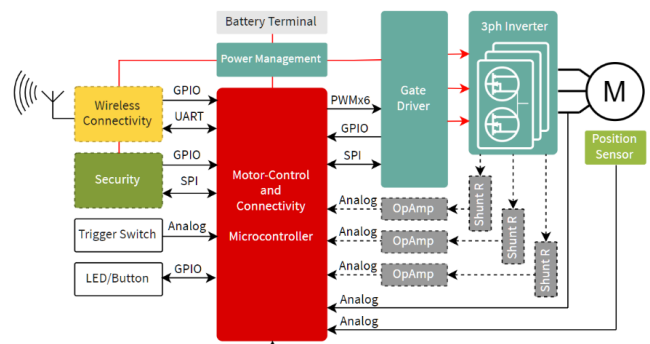 Battery Terminal
Power Management
3ph Inverter
Gate
Driver
M
Wireless
Connectivity
GPIO
UART
PWMx6
GPIO
SPI
Position
Sensor
Security
GPIO
SPI
Motor-Control
and
Connectivity
Microcontroller
Trigger Switch
Analog
LED/Button
GPIO
Analog
OpAmp
Shunt R
Analog
OpAmp
Shunt R
Analog
OpAmp
Shunt R
Analog
Analog